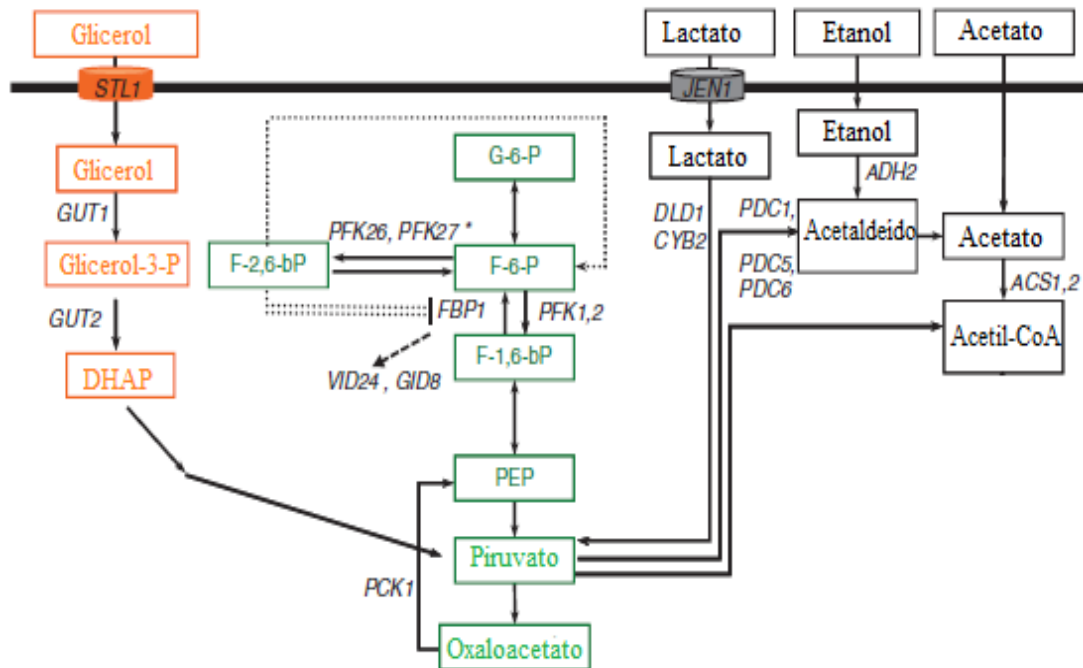 Glicerol
Lactato
Etanol
Acetato
STL1
JEN1
Glicerol
G-6-P
Lactato
Etanol
ADH2
GUT1
DLD1
CYB2
PDC1,
Acetaldeído
Acetato
Glicerol-3-P
F-2,6-bP
PFK26, PFK27 *
F-6-P
PDC5,
PDC6
ACS1,2
GUT2
FBP1
PFK1,2
Acetil-CoA
DHAP
VID24 , GID8
F-1,6-bP
PEP
Piruvato
PCK1
Oxaloacetato